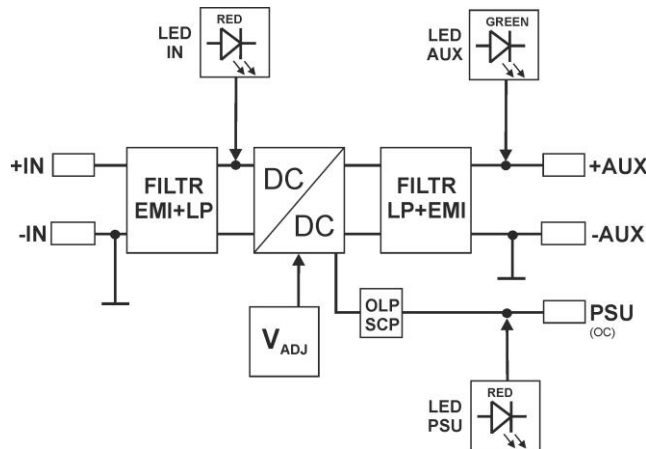 LED
IN
RED
LED
AUX
GREEN
+IN
FILTR
EMI+LP
DC
DC
FILTR
LP+EMI
+AUX
-IN
-AUX
VADJ
OLP
SCP
PSU
(OC)
LED
PSU
RED